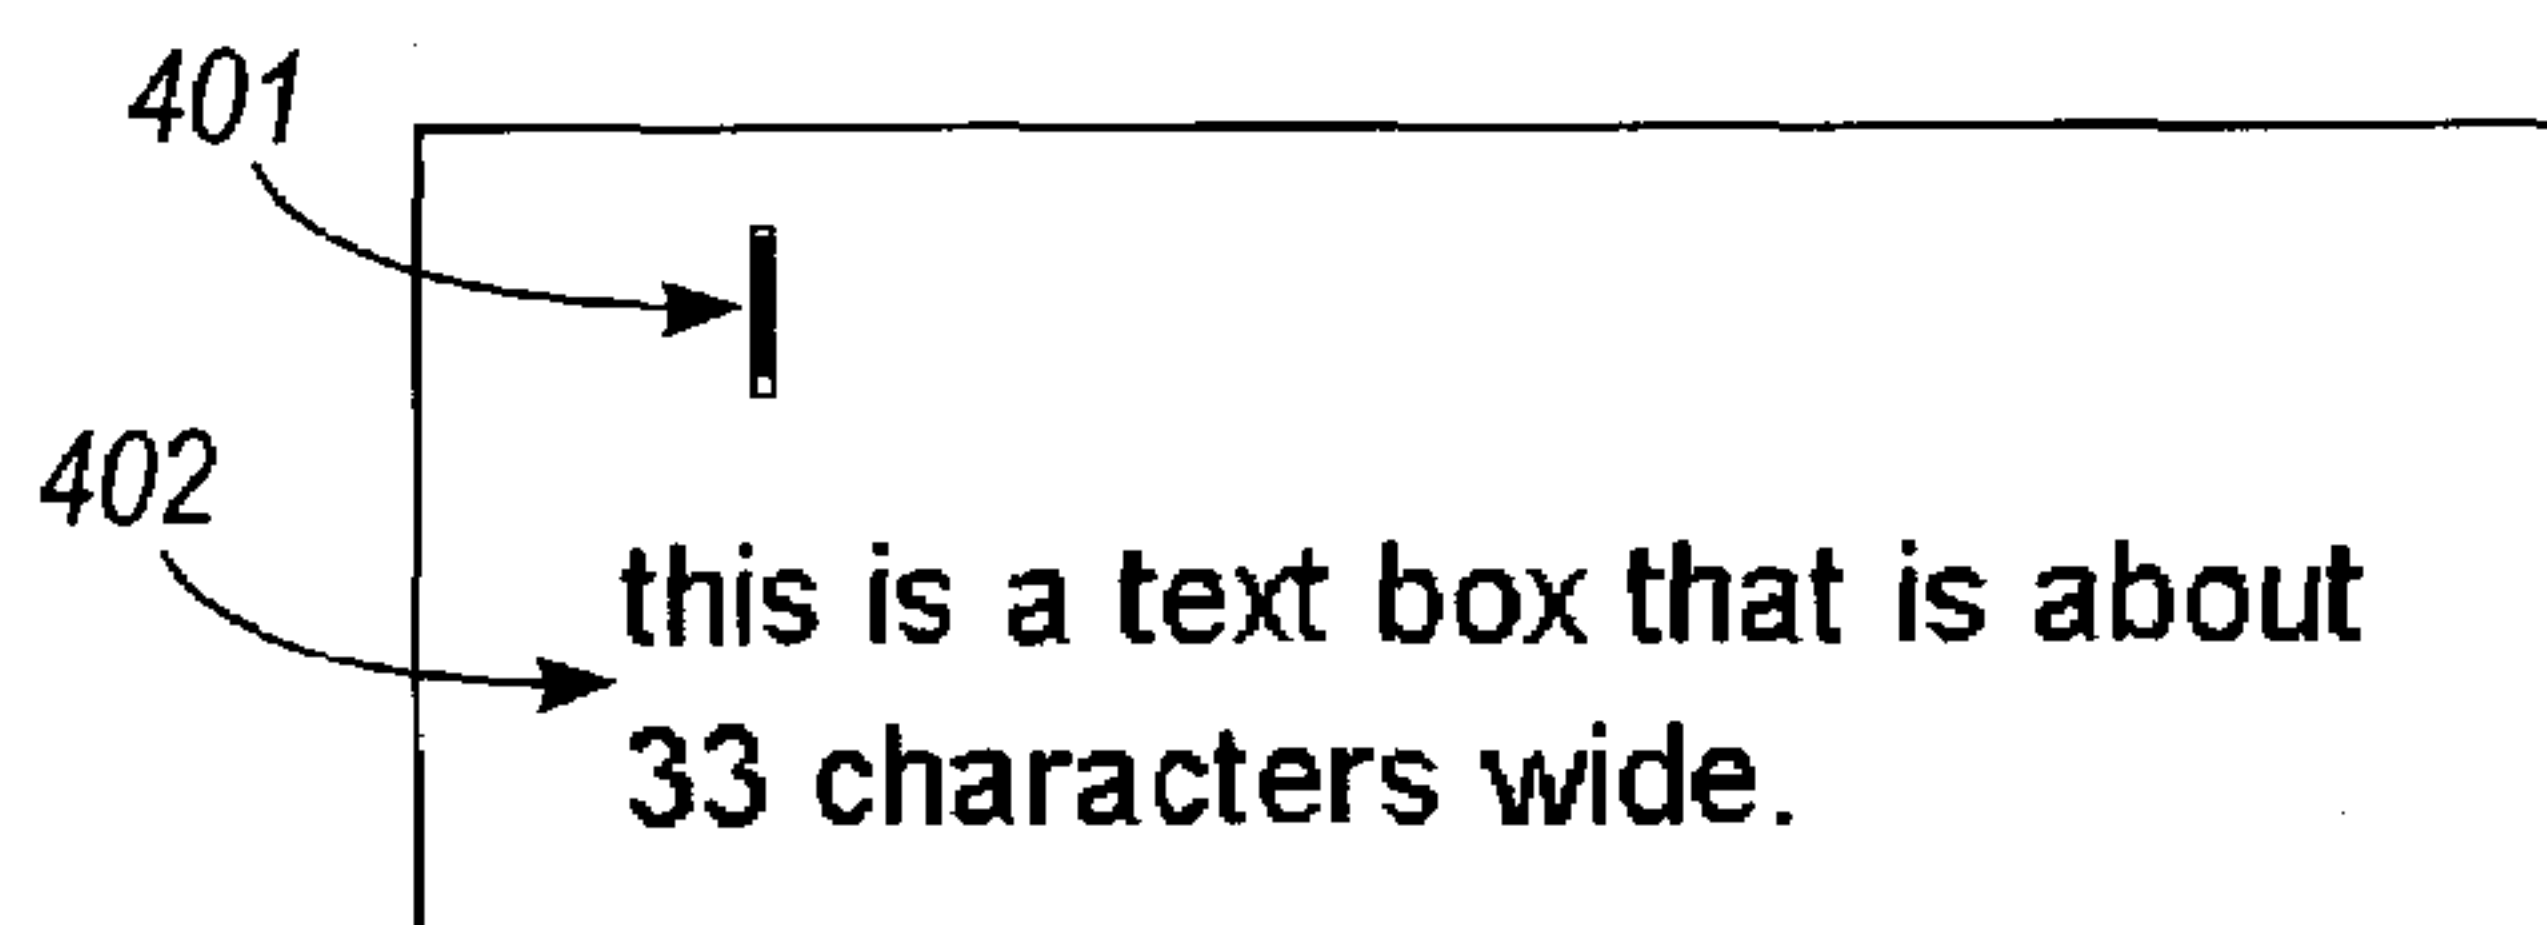 401
402
this is a text box that is about
33 characters wide.